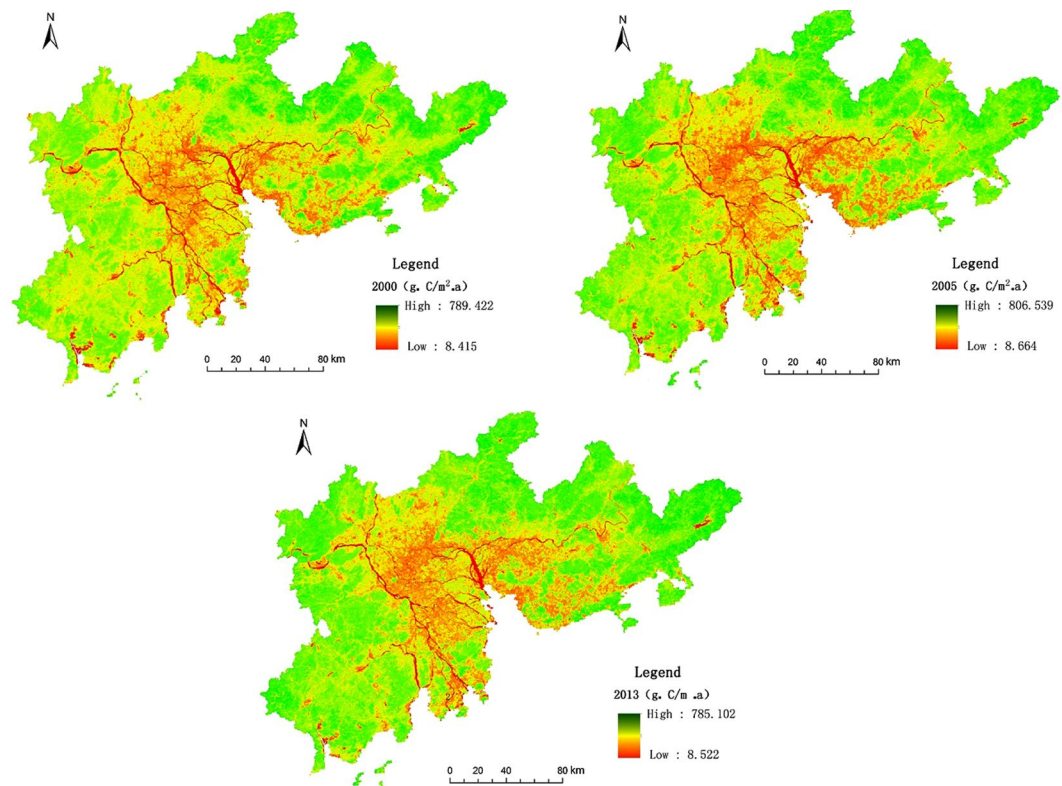 N
Legend
2000 (g. C/m².a)
High : 789.422
Low : 8.415
0 20 40 80 km
N
Legend
2005 (g. C/m².a)
High : 806.539
Low : 8.664
0 20 40 80 km
N
Legend
2013 (g. C/m .a)
High : 785.102
Low : 8.522
0 20 40 80 km